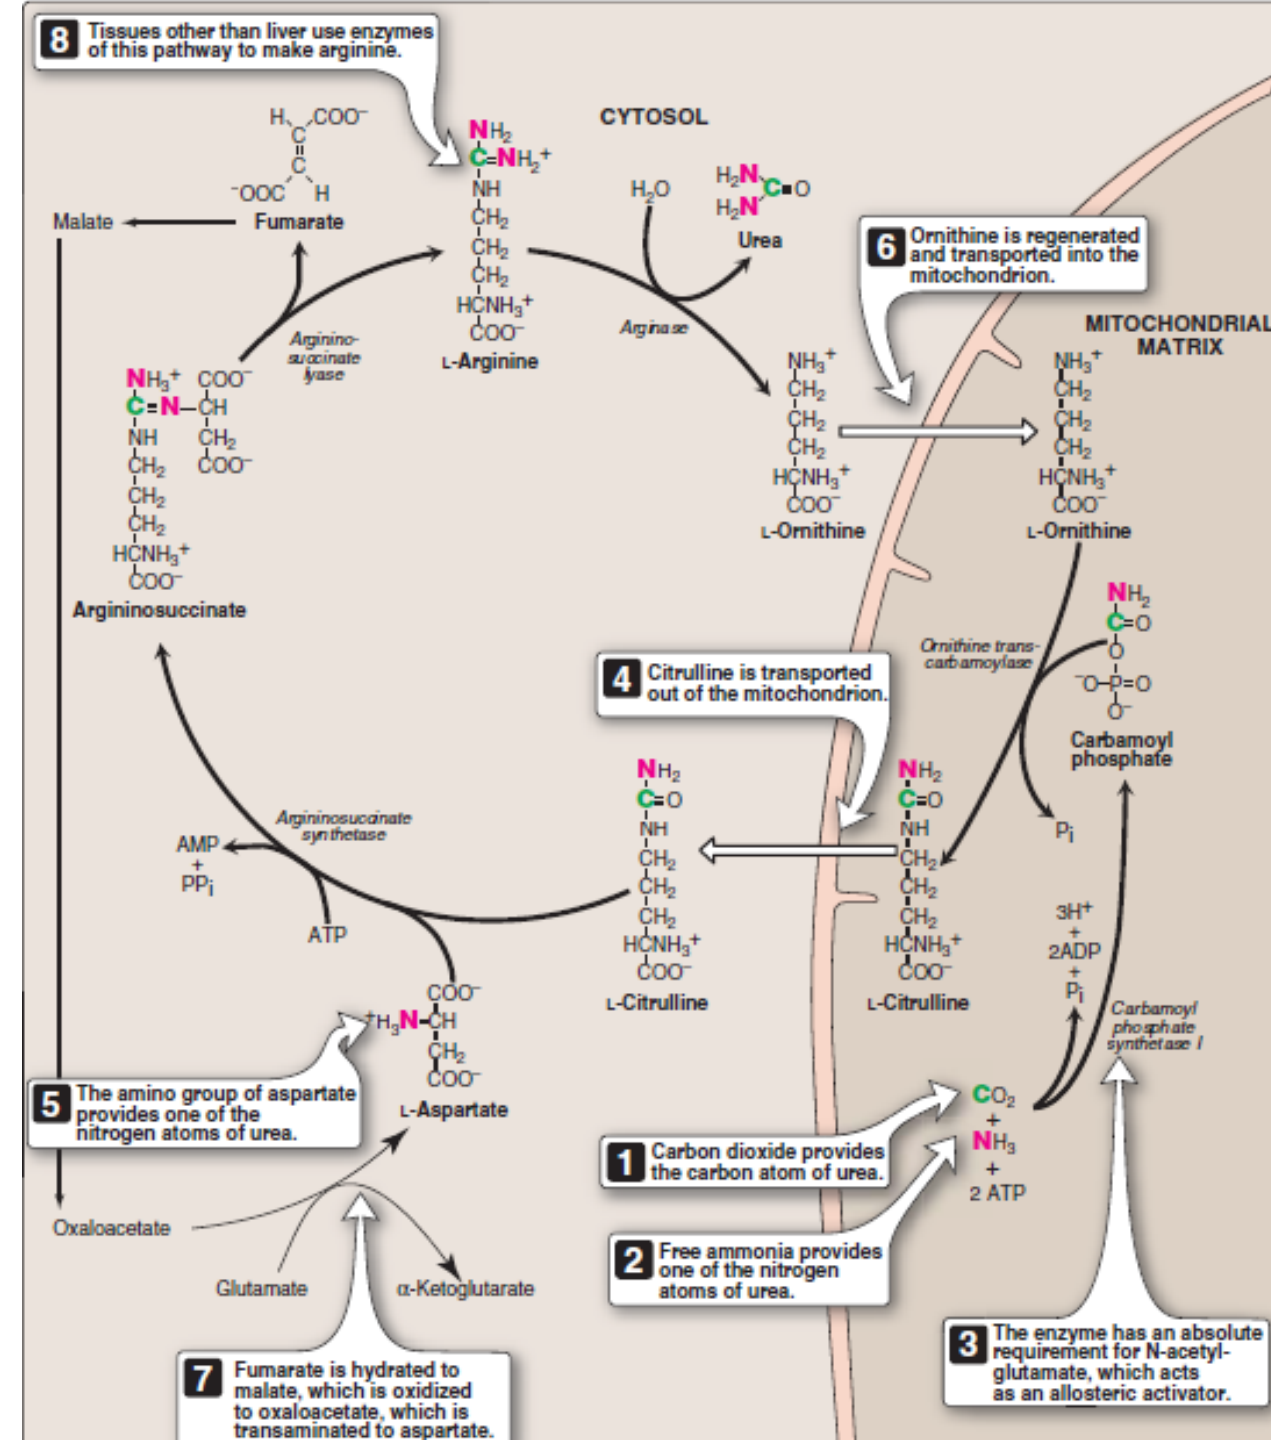 8 Tissues other than liver use enzymes
of this pathway to make arginine.
CYTOSOL
H COO⁻
C
C
⁻OOC H
Fumarate
Malate
NH₂
C=NH₂⁺
NH
CH₂
CH₂
CH₂
HCNH₃⁺
COO⁻
L-Arginine
H₂O
H₂N
C=O
H₂N
Urea
Arginase
Arginino-
succinate
lyase
6 Ornithine is regenerated
and transported into the
mitochondrion.
MITOCHONDRIAL
MATRIX
NH₃⁺ COO⁻
C=N–CH
NH CH₂
CH₂ COO⁻
CH₂
CH₂
HCNH₃⁺
COO⁻
Argininosuccinate
NH₃⁺
CH₂
CH₂
CH₂
HCNH₃⁺
COO⁻
L-Ornithine
NH₃⁺
CH₂
CH₂
CH₂
HCNH₃⁺
COO⁻
L-Ornithine
Ornithine trans-
carbamoylase
NH₂
C=O
O
⁻O–P=O
O⁻
Carbamoyl
phosphate
Pi
4 Citrulline is transported
out of the mitochondrion.
NH₂
C=O
NH
CH₂
CH₂
CH₂
HCNH₃⁺
COO⁻
L-Citrulline
NH₂
C=O
NH
CH₂
CH₂
CH₂
HCNH₃⁺
COO⁻
L-Citrulline
Argininosuccinate
synthetase
AMP
+
PPi
ATP
COO⁻
⁺H₃N–CH
CH₂
COO⁻
L-Aspartate
3H⁺
+
2ADP
+
Pi
Carbamoyl
phosphate
synthetase I
5 The amino group of aspartate
provides one of the
nitrogen atoms of urea.
CO₂
+
NH₃
+
2 ATP
1 Carbon dioxide provides
the carbon atom of urea.
2 Free ammonia provides
one of the nitrogen
atoms of urea.
Oxaloacetate
Glutamate
α-Ketoglutarate
3 The enzyme has an absolute
requirement for N-acetyl-
glutamate, which acts
as an allosteric activator.
7 Fumarate is hydrated to
malate, which is oxidized
to oxaloacetate, which is
transaminated to aspartate.